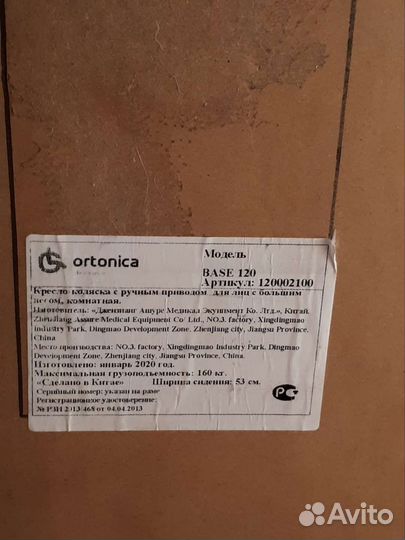 ortonica
Модель
BASE 120
Артикул: 120002100
Кресло коляска с ручным приводом для лиц с большим
весом, комнатная.
Изготовитель: «Дженцзянг Ашуре Медикал Экуипмент Ко. Лтд.», Китай,
ZhenJiang Assure Medical Equipment Co Ltd., NO.3. factory, Xingdingmao
industry Park, Dingmao Development Zone, Zhenjiang city, Jiangsu Province,
China
Место производства: NO.3. factory, Xingdingmao industry Park, Dingmao
Development Zone, Zhenjiang city, Jiangsu Province, China.
Изготовлено: январь 2020 год.
Максимальная грузоподъемность: 160 кг.
«Сделано в Китае» Ширина сидения: 53 см.
Серийный номер: указан на раме
Регистрационное удостоверение:
№ РЗН 2013/468 от 04.04.2013
РС
Avito